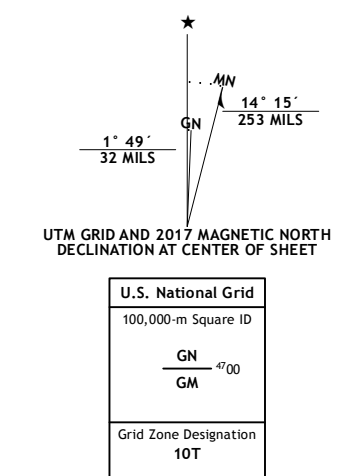 ★
MN
GN
14° 15´
253 MILS
1° 49´
32 MILS
UTM GRID AND 2017 MAGNETIC NORTH
DECLINATION AT CENTER OF SHEET
U.S. National Grid
100,000-m Square ID
GN
4700
GM
Grid Zone Designation
10T